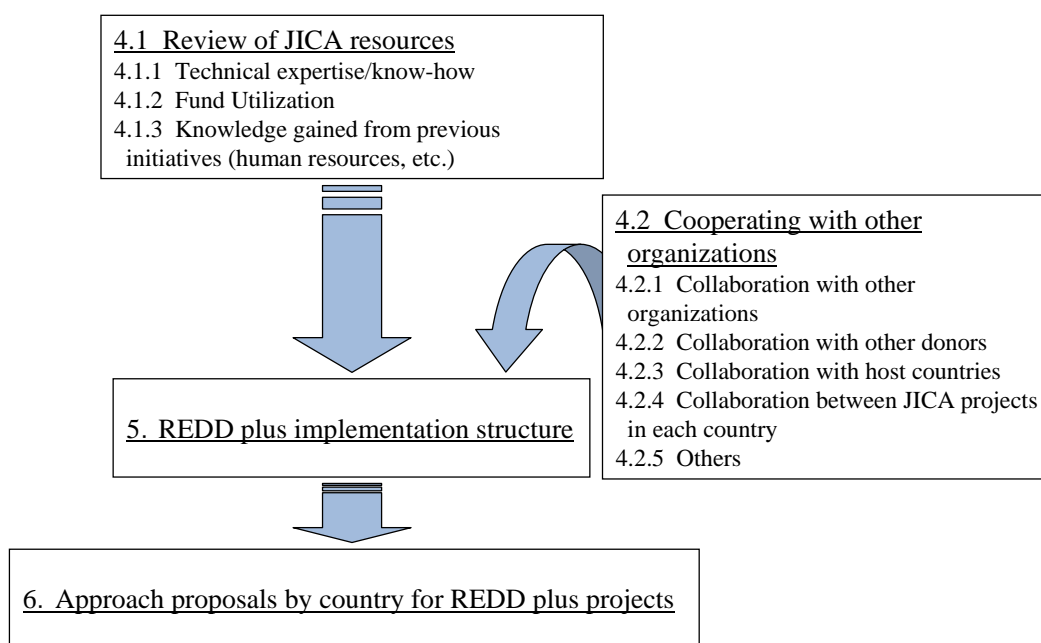 4.1 Review of JICA resources
4.1.1 Technical expertise/know-how
4.1.2 Fund Utilization
4.1.3 Knowledge gained from previous
initiatives (human resources, etc.)
4.2 Cooperating with other
organizations
4.2.1 Collaboration with other
organizations
4.2.2 Collaboration with other donors
4.2.3 Collaboration with host countries
4.2.4 Collaboration between JICA projects
in each country
4.2.5 Others
5. REDD plus implementation structure
6. Approach proposals by country for REDD plus projects